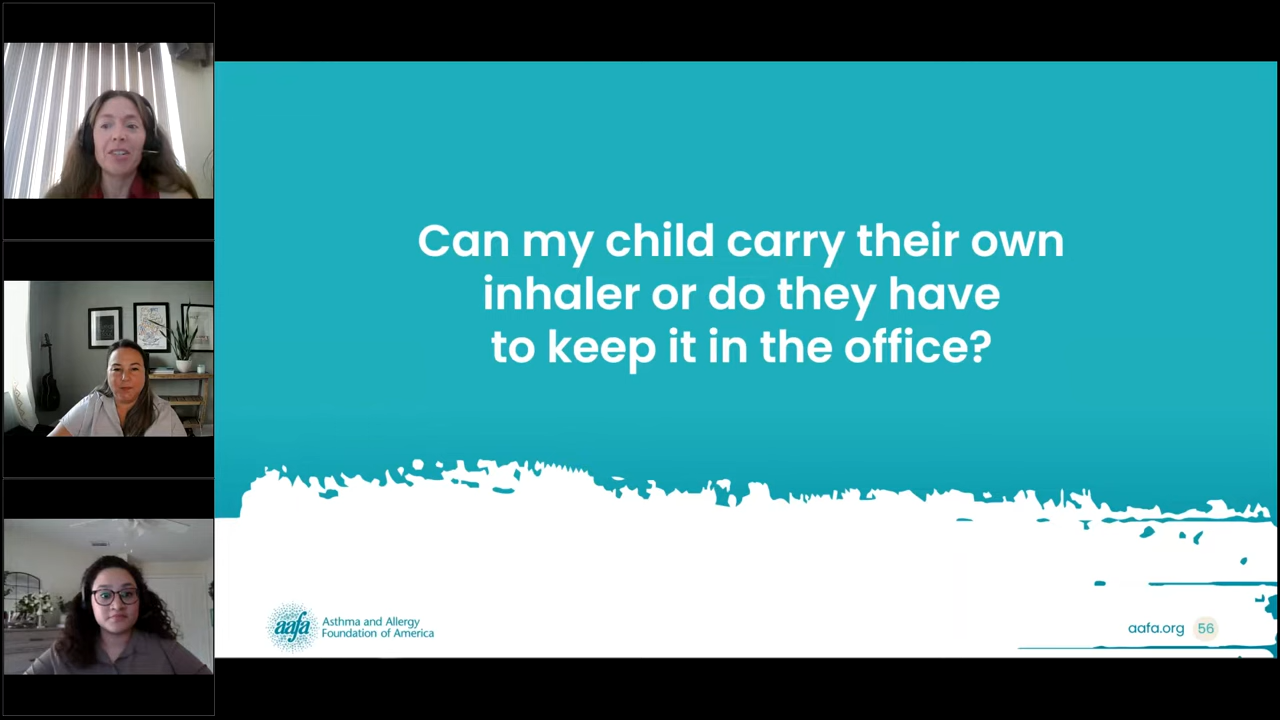 Can my child carry their own
inhaler or do they have
to keep it in the office?
aafa
Asthma and Allergy
Foundation of America
aafa.org 56